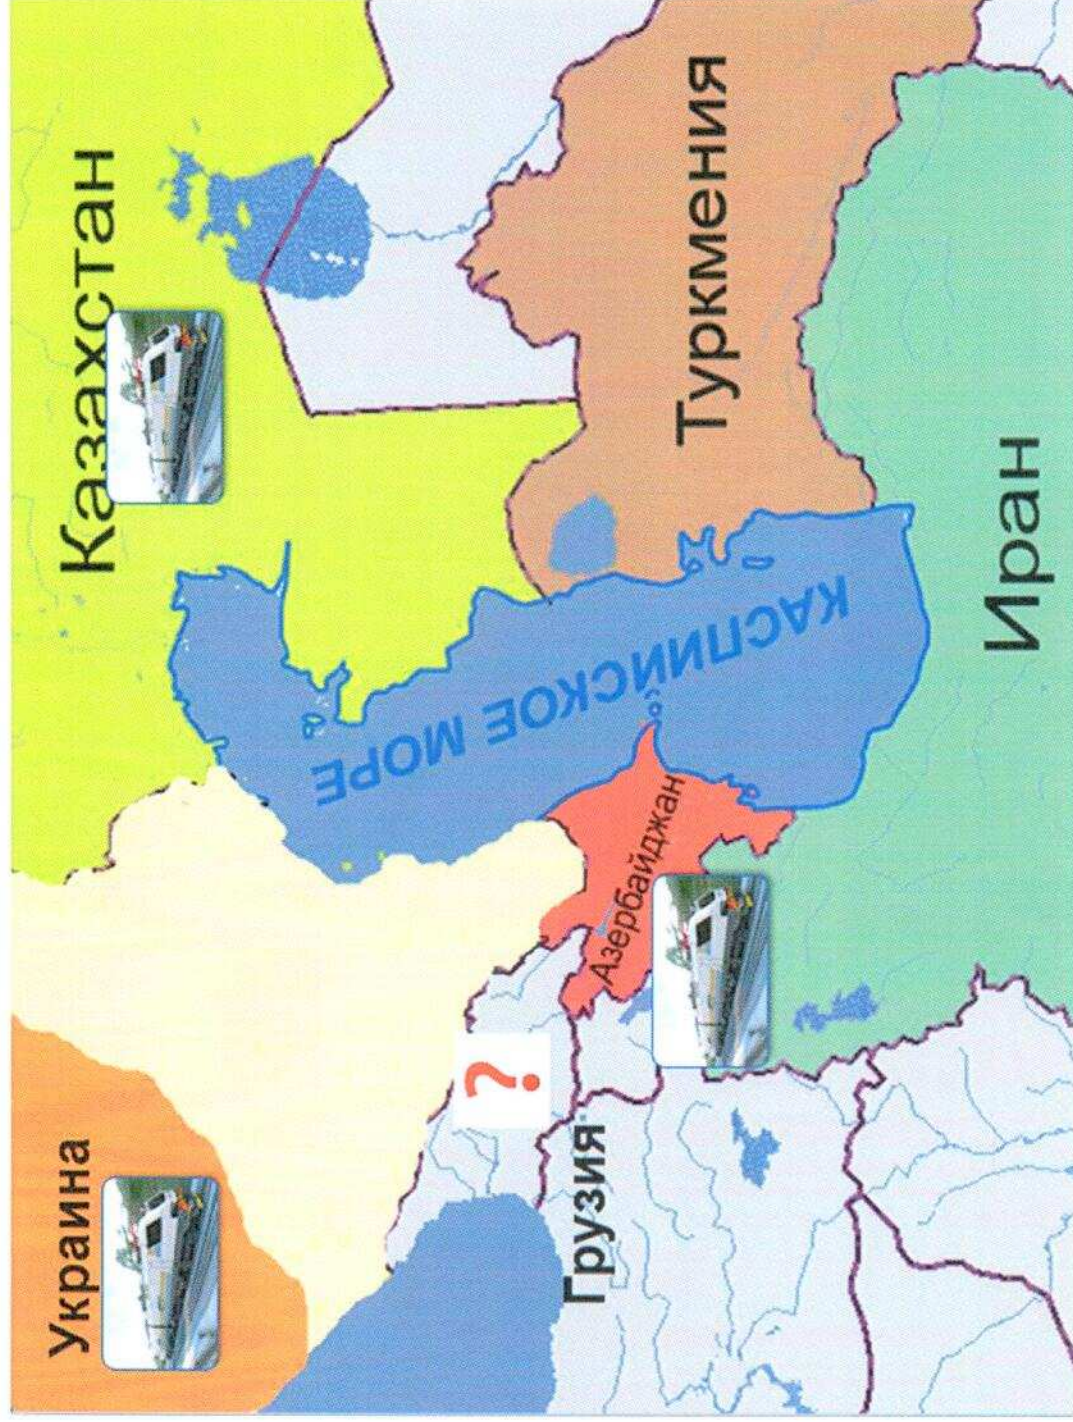 Украина
Казахстан
КАСПИЙСКОЕ МОРЕ
?
Грузия
Азербайджан
Туркмения
Иран